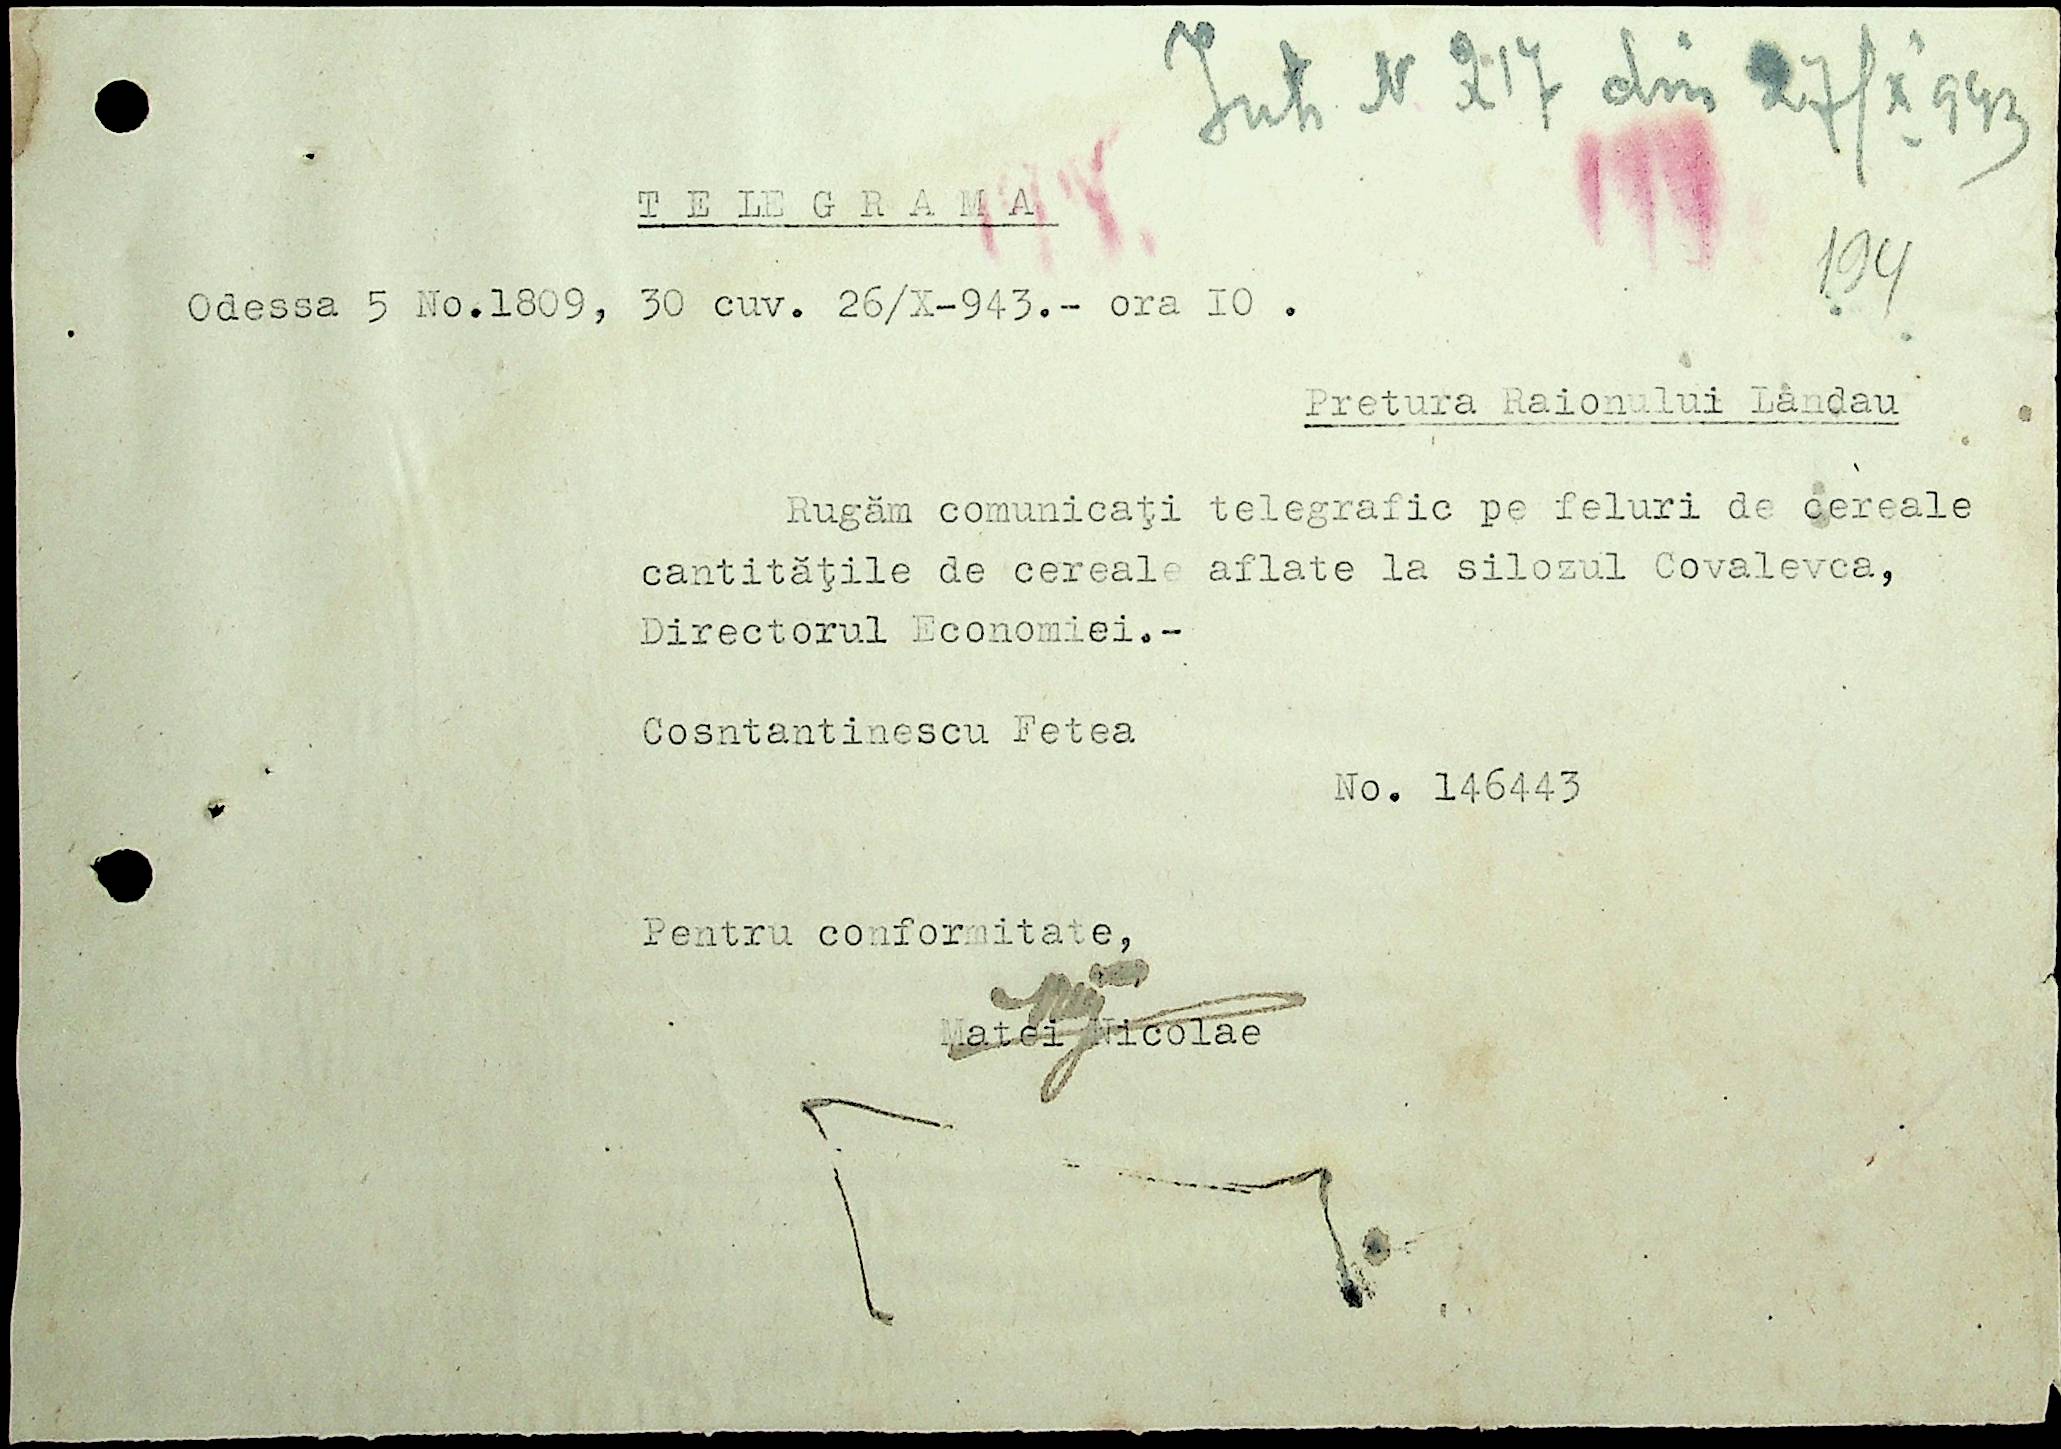 N 217 din 27/X 943
T E L E G R A M A
194
Odessa 5 No.1809, 30 cuv. 26/X-943.- ora IO .
Pretura Raionului Lândau
Rugăm comunicaţi telegrafic pe feluri de cereale
cantităţile de cereale aflate la silozul Covalevca,
Directorul Economiei.-
Cosntantinescu Fetea
No. 146443
Pentru conformitate,
Matei Nicolae